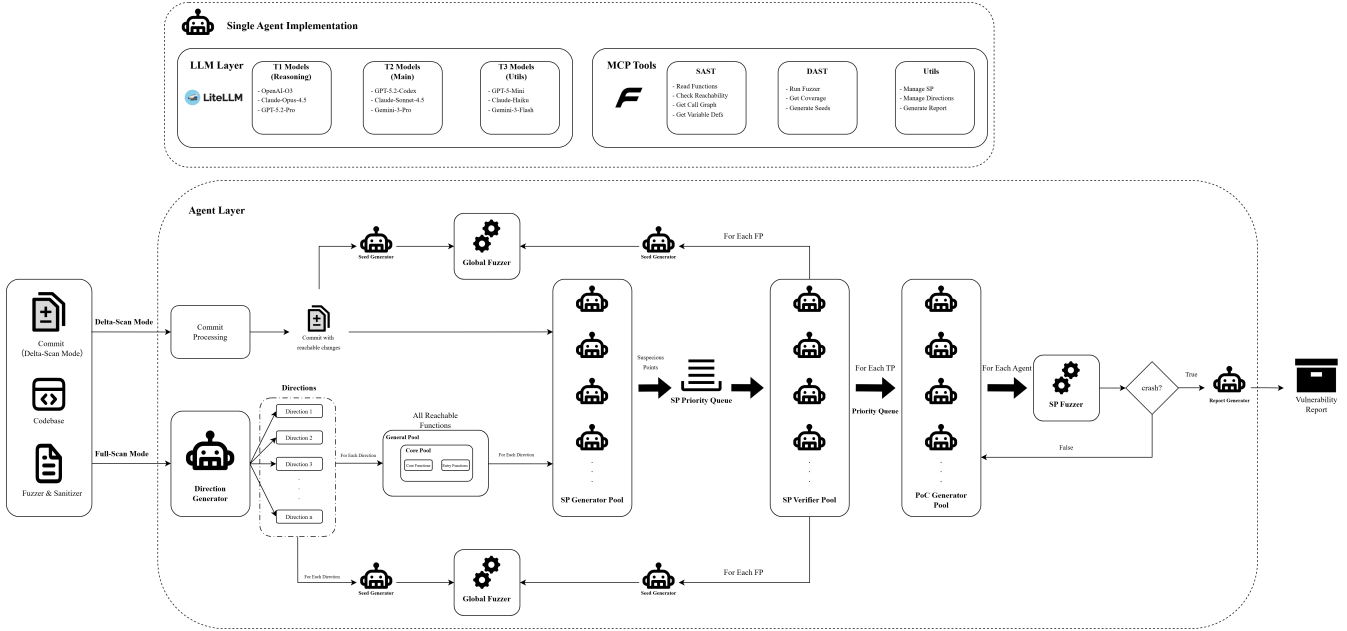 Single Agent Implementation
LLM Layer
LiteLLM
T1 Models
(Reasoning)
- OpenAI-O3
- Claude-Opus-4.5
- GPT-5.2-Pro
T2 Models
(Main)
- GPT-5.2-Codex
- Claude-Sonnet-4.5
- Gemini-3-Pro
T3 Models
(Utils)
- GPT-5-Mini
- Claude-Haiku
- Gemini-3-Flash
MCP Tools
SAST
- Read Functions
- Check Reachability
- Get Call Graph
- Get Variable Defs
DAST
- Run Fuzzer
- Get Coverage
- Generate Seeds
Utils
- Manage SP
- Manage Directions
- Generate Report
Agent Layer
Seed Generator
Global Fuzzer
Seed Generator
For Each FP
Commit
(Delta-Scan Mode)
Codebase
Fuzzer & Sanitizer
Delta-Scan Mode
Full-Scan Mode
Commit
Processing
Commit with
reachable changes
Direction
Generator
Directions
Direction 1
Direction 2
Direction 3
Direction n
For Each Direction
All Reachable
Functions
General Pool
Core Pool
Core Functions
Entry Functions
For Each Direction
SP Generator Pool
Suspecious
Points
SP Priority Queue
SP Verifier Pool
For Each TP
Priority Queue
PoC Generator
Pool
For Each Agent
SP Fuzzer
crash?
True
False
Report Generator
Vulnerability
Report
For Each Direction
Seed Generator
Global Fuzzer
Seed Generator
For Each FP